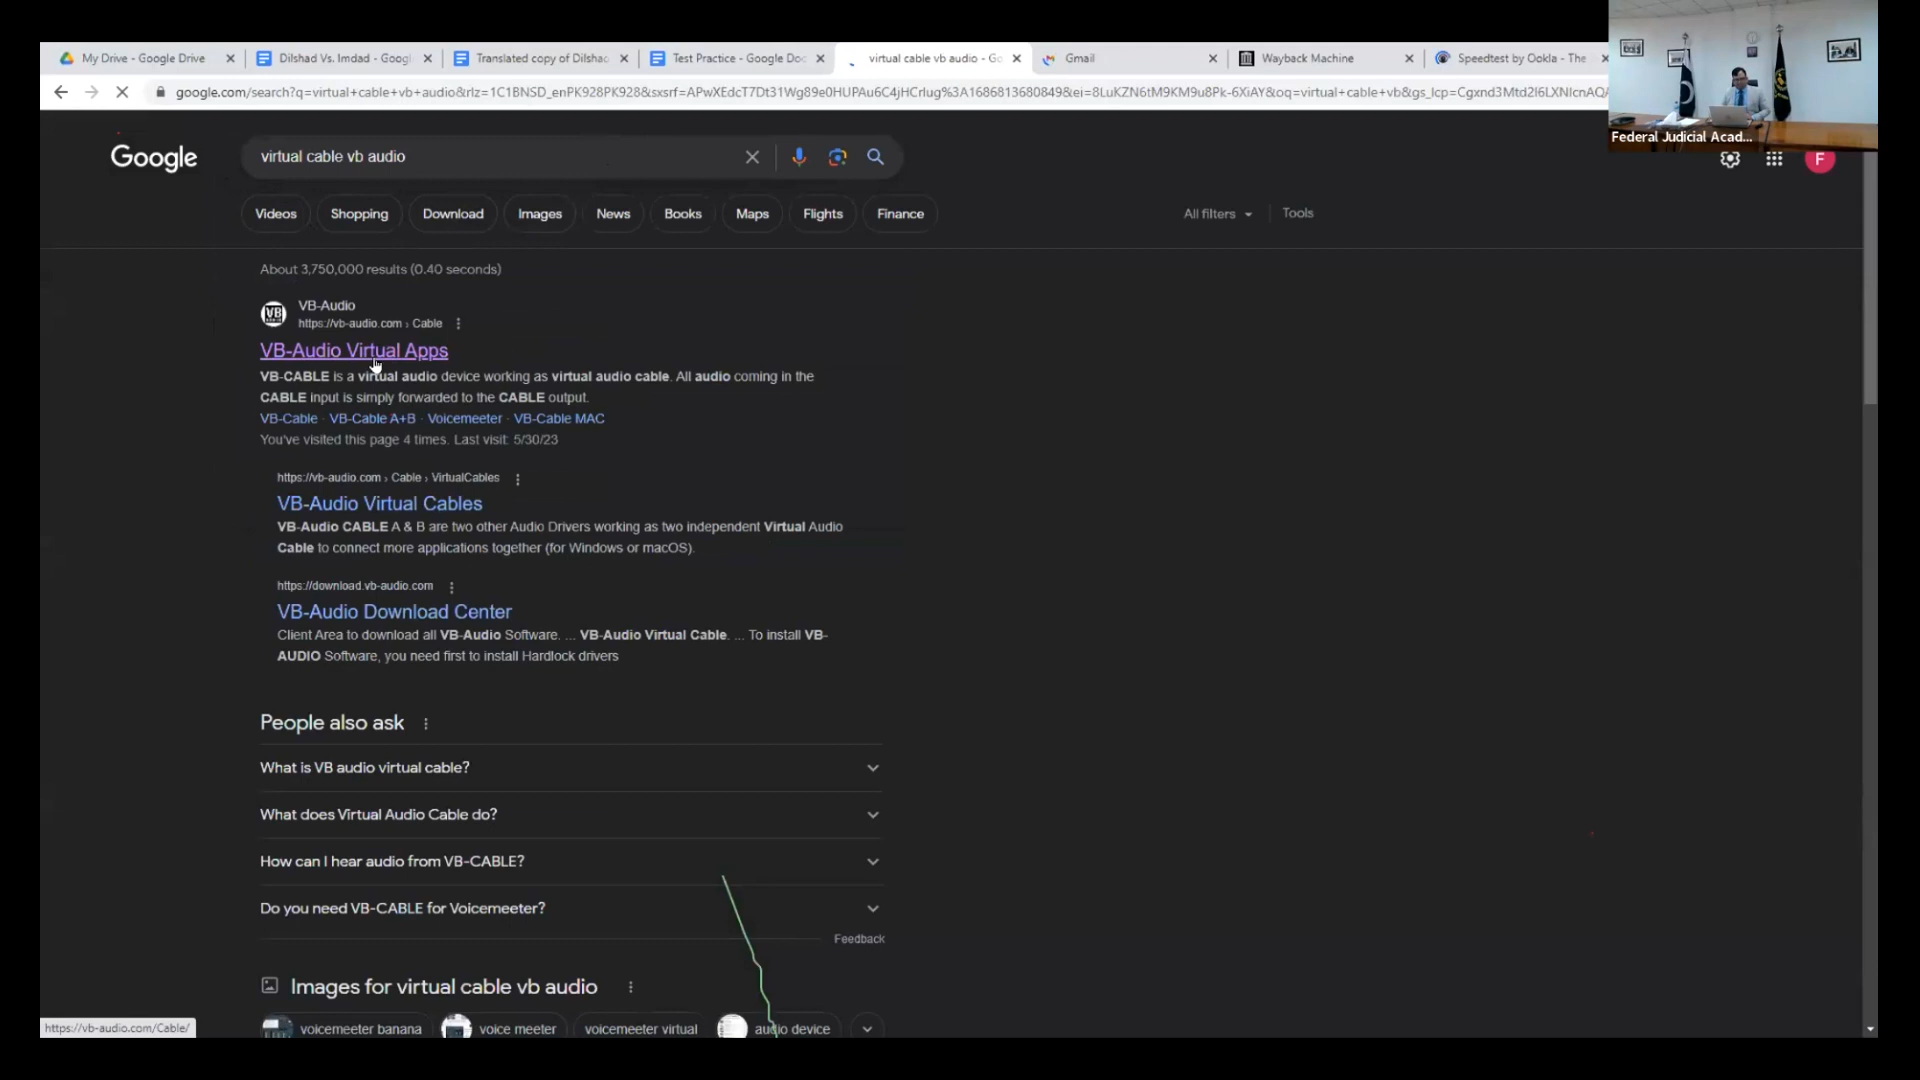 My Drive - Google Drive
Dilshad Vs. Imdad - Googl
Translated copy of Dilshad
Test Practice - Google Doc
virtual cable vb audio - Go
Gmail
Wayback Machine
Speedtest by Ookla - The
Federal Judicial Acad...
Google
virtual cable vb audio
F
Videos
Shopping
Download
Images
News
Books
Maps
Flights
Finance
All filters
Tools
About 3,750,000 results (0.40 seconds)
VB-Audio
https://vb-audio.com › Cable
VB-Audio Virtual Apps
VB-CABLE is a virtual audio device working as virtual audio cable. All audio coming in the
CABLE input is simply forwarded to the CABLE output.
VB-Cable · VB-Cable A+B · Voicemeeter · VB-Cable MAC
You've visited this page 4 times. Last visit: 5/30/23
https://vb-audio.com › Cable › VirtualCables
VB-Audio Virtual Cables
VB-Audio CABLE A & B are two other Audio Drivers working as two independent Virtual Audio
Cable to connect more applications together (for Windows or macOS).
https://download.vb-audio.com
VB-Audio Download Center
Client Area to download all VB-Audio Software. ... VB-Audio Virtual Cable. ... To install VB-
AUDIO Software, you need first to install Hardlock drivers
People also ask
What is VB audio virtual cable?
What does Virtual Audio Cable do?
How can I hear audio from VB-CABLE?
Do you need VB-CABLE for Voicemeeter?
Feedback
Images for virtual cable vb audio
voicemeeter banana
voice meeter
voicemeeter virtual
audio device
https://vb-audio.com/Cable/